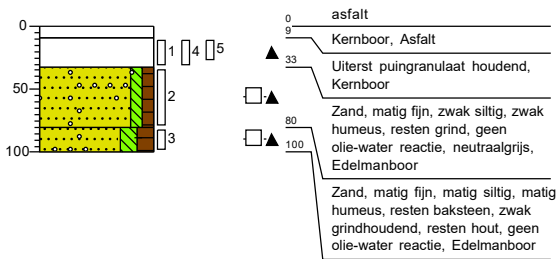 0
50
100
1 4 5
2
3
0 asfalt
9
Kernboor, Asfalt
33 Uiterst puingranulaat houdend,
Kernboor
Zand, matig fijn, zwak siltig, zwak
80 humeus, resten grind, geen
olie-water reactie, neutraalgrijs,
100
Edelmanboor
Zand, matig fijn, matig siltig, matig
humeus, resten baksteen, zwak
grindhoudend, resten hout, geen
olie-water reactie, Edelmanboor